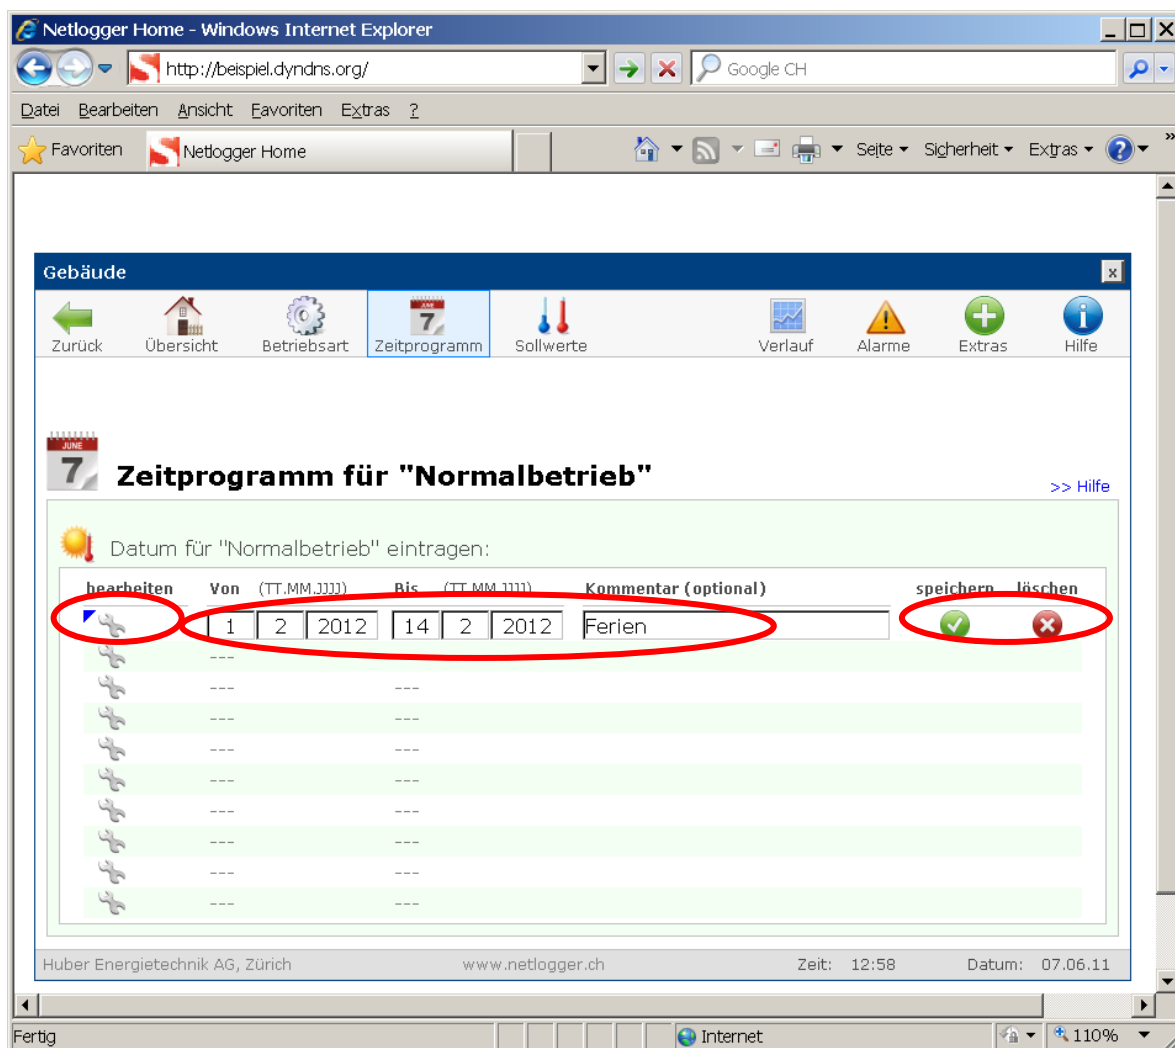 Netlogger Home - Windows Internet Explorer
http://beispiel.dyndns.org/ Google CH
Datei Bearbeiten Ansicht Favoriten Extras ?
Favoriten Netlogger Home Seite Sicherheit Extras »
Gebäude x
JUNE 7
Zurück Übersicht Betriebsart Zeitprogramm Sollwerte Verlauf Alarme Extras Hilfe
JUNE
7 Zeitprogramm für "Normalbetrieb"
>> Hilfe
Datum für "Normalbetrieb" eintragen:
bearbeiten Von (TT.MM.JJJJ) Bis (TT.MM.JJJJ) Kommentar (optional) speichern löschen
1 2 2012 14 2 2012 Ferien
---
--- ---
--- ---
--- ---
--- ---
--- ---
--- ---
--- ---
--- ---
Huber Energietechnik AG, Zürich www.netlogger.ch Zeit: 12:58 Datum: 07.06.11
Fertig Internet 110%